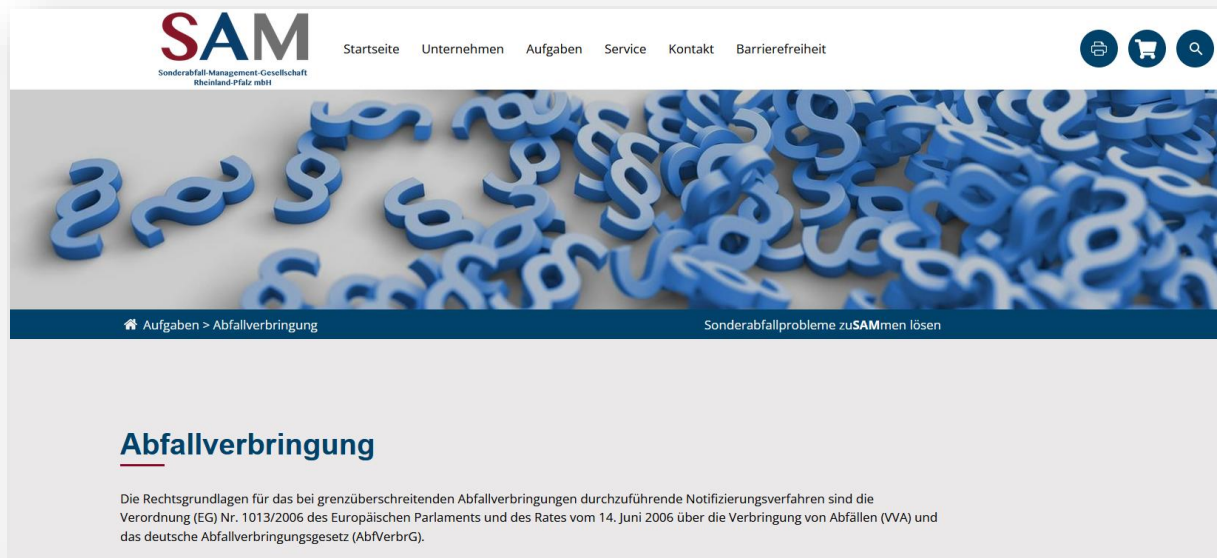 SAM
Sonderabfall-Management-Gesellschaft
Rheinland-Pfalz mbH
Startseite Unternehmen Aufgaben Service Kontakt Barrierefreiheit
Aufgaben > Abfallverbringung
Sonderabfallprobleme zuSAMmen lösen
Abfallverbringung
Die Rechtsgrundlagen für das bei grenzüberschreitenden Abfallverbringungen durchzuführende Notifizierungsverfahren sind die
Verordnung (EG) Nr. 1013/2006 des Europäischen Parlaments und des Rates vom 14. Juni 2006 über die Verbringung von Abfällen (VVA) und
das deutsche Abfallverbringungsgesetz (AbfVerbrG).